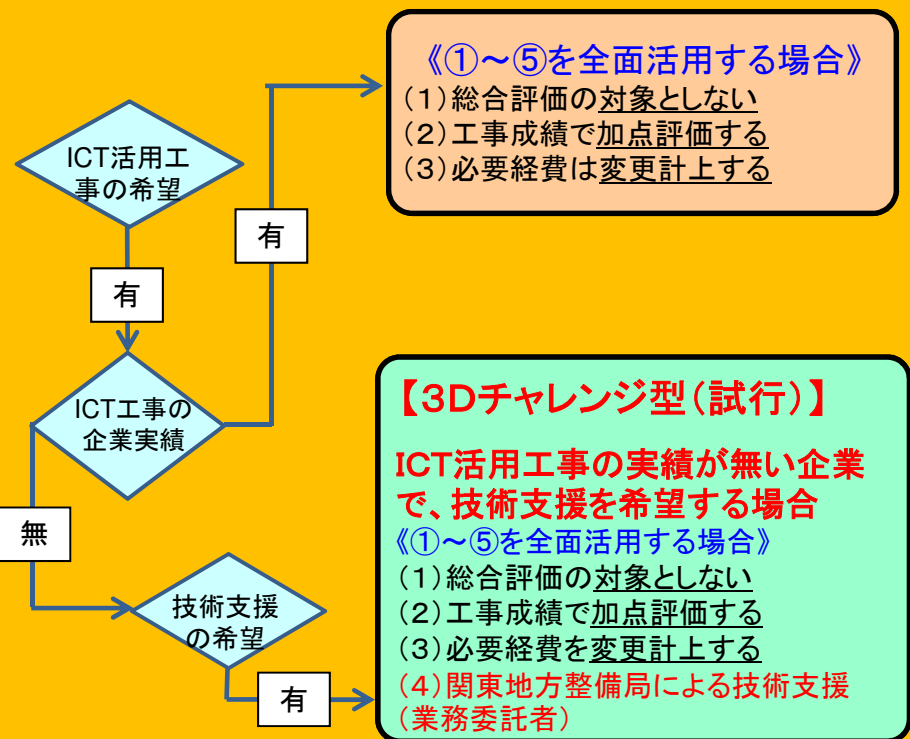 《①～⑤を全面活用する場合》
(1)総合評価の対象としない
(2)工事成績で加点評価する
(3)必要経費は変更計上する
ICT活用工
事の希望
有
有
ICT工事の
企業実績
無
技術支援
の希望
有
【3Dチャレンジ型(試行)】
ICT活用工事の実績が無い企業
で、技術支援を希望する場合
《①～⑤を全面活用する場合》
(1)総合評価の対象としない
(2)工事成績で加点評価する
(3)必要経費を変更計上する
(4)関東地方整備局による技術支援
(業務委託者)